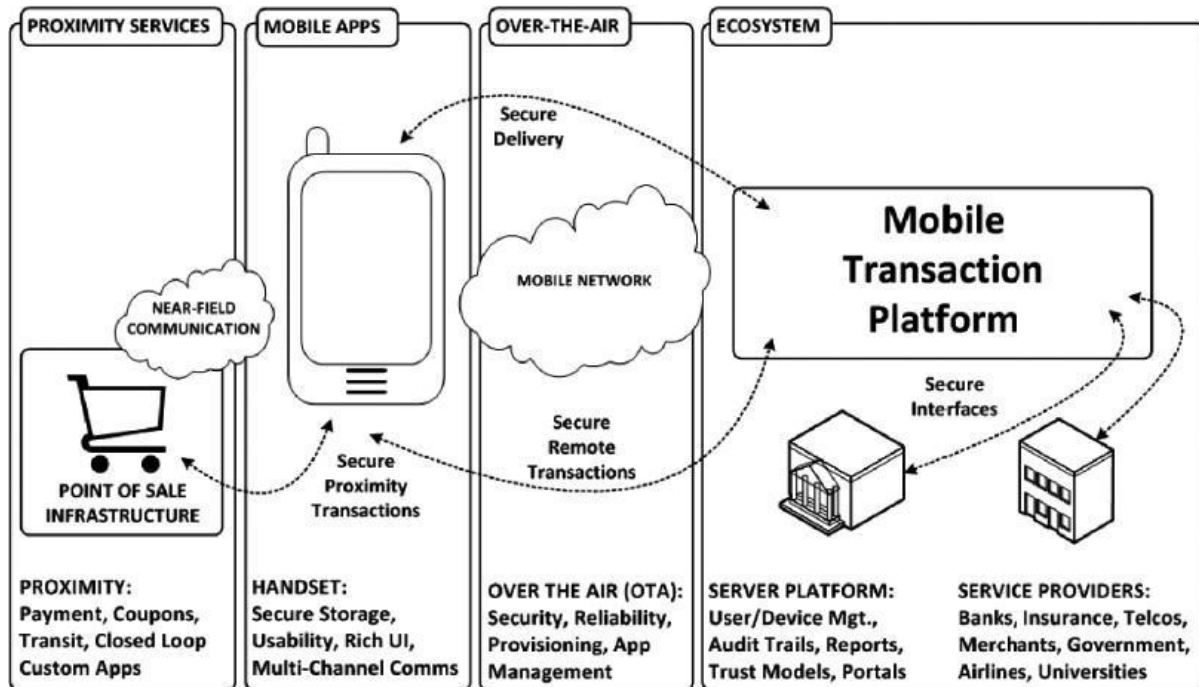 PROXIMITY SERVICES
MOBILE APPS
OVER-THE-AIR
ECOSYSTEM
Secure
Delivery
Mobile
Transaction
Platform
MOBILE NETWORK
NEAR-FIELD
COMMUNICATION
POINT OF SALE
INFRASTRUCTURE
Secure
Proximity
Transactions
Secure
Remote
Transactions
Secure
Interfaces
PROXIMITY:
Payment, Coupons,
Transit, Closed Loop
Custom Apps
HANDSET:
Secure Storage,
Usability, Rich UI,
Multi-Channel Comms
OVER THE AIR (OTA):
Security, Reliability,
Provisioning, App
Management
SERVER PLATFORM:
User/Device Mgt.,
Audit Trails, Reports,
Trust Models, Portals
SERVICE PROVIDERS:
Banks, Insurance, Telcos,
Merchants, Government,
Airlines, Universities